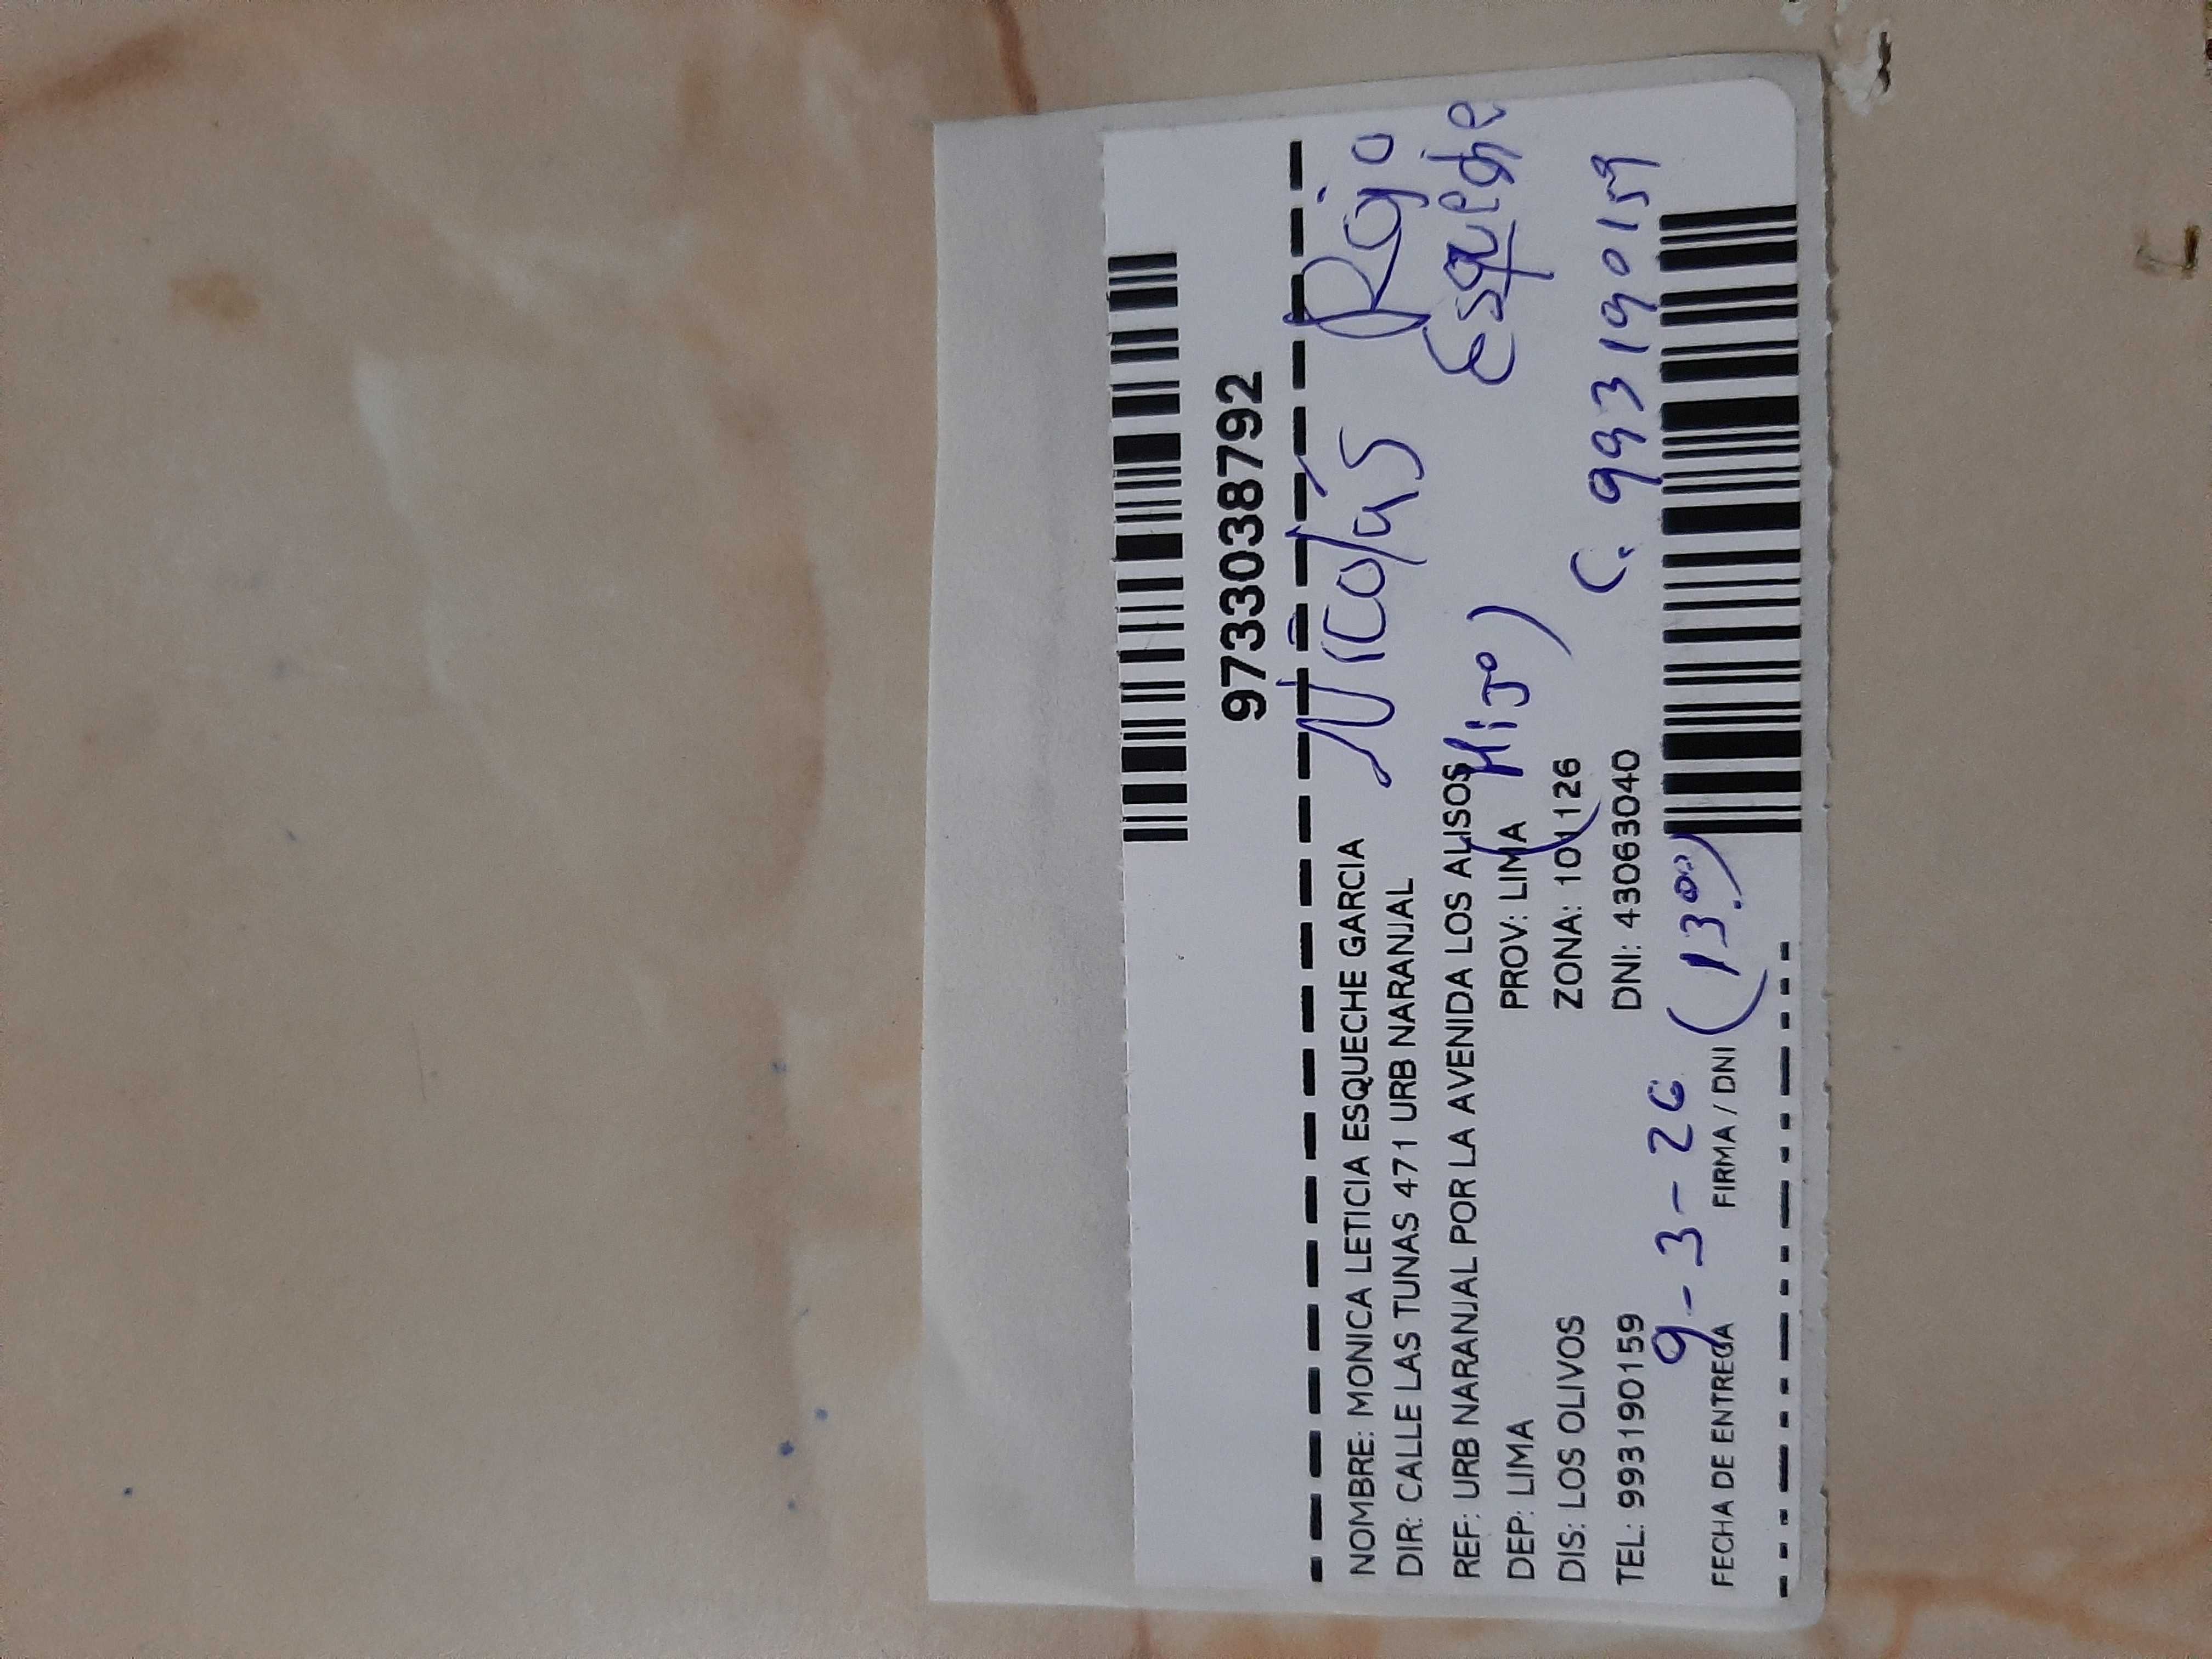 9733038792
Nicolás Rojo
NOMBRE: MONICA LETICIA ESQUECHE GARCIA
Esqueche
DIR: CALLE LAS TUNAS 471 URB NARANJAL
REF: URB NARANJAL POR LA AVENIDA LOS ALISOS
(Hijo)
DEP: LIMA PROV: LIMA
DIS: LOS OLIVOS ZONA: 101126
C. 993190159
TEL: 993190159 DNI: 43063040
9-3-26 (13:00)
FECHA DE ENTREGA FIRMA / DNI